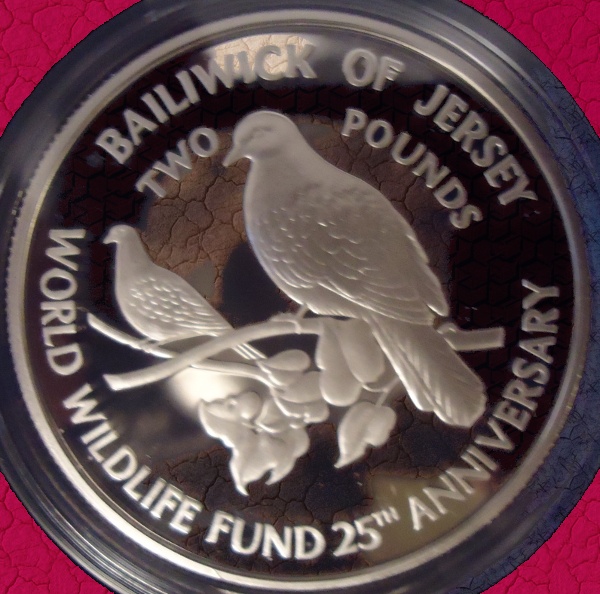 BAILIWICK OF JERSEY
TWO POUNDS
WORLD WILDLIFE FUND 25TH ANNIVERSARY